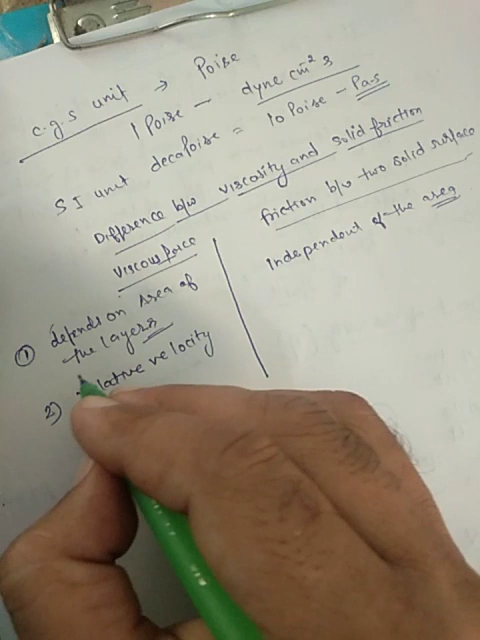 c.g.s unit → Poise
1 Poise - dyne cm⁻² s
SI unit decapoise = 10 Poise - Pa.s
Difference b/w viscosity and solid friction
Viscous force
friction b/w two solid surface
① depends on Area of
the layers
Independent of the area
2) relative velocity